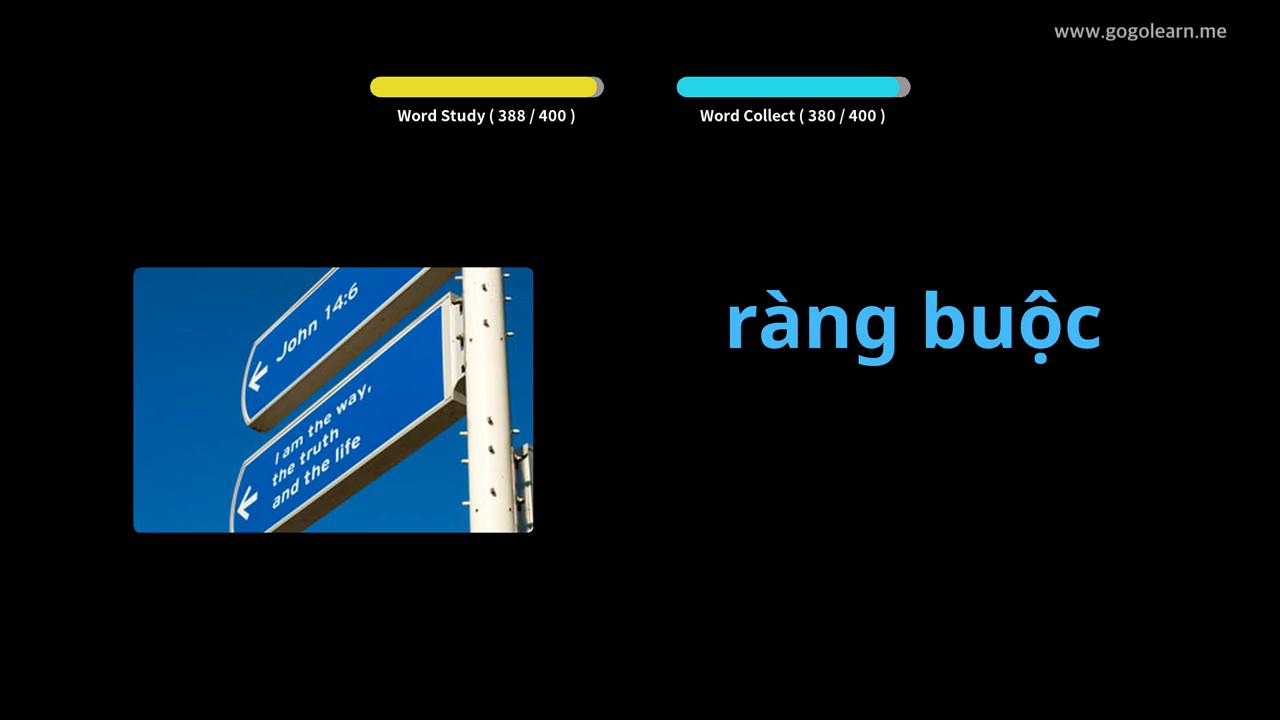 www.gogolearn.me
Word Study ( 388 / 400 )
Word Collect ( 380 / 400 )
John 14:6
I am the way,
the truth
and the life
ràng buộc